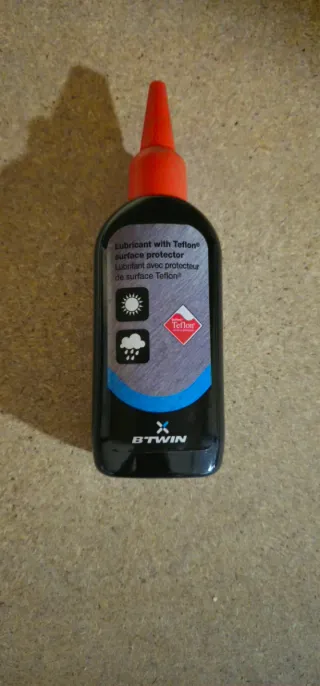 Lubricant with Teflon®
surface protector
Lubrifiant avec protecteur
de surface Teflon®
Teflon
B'TWIN